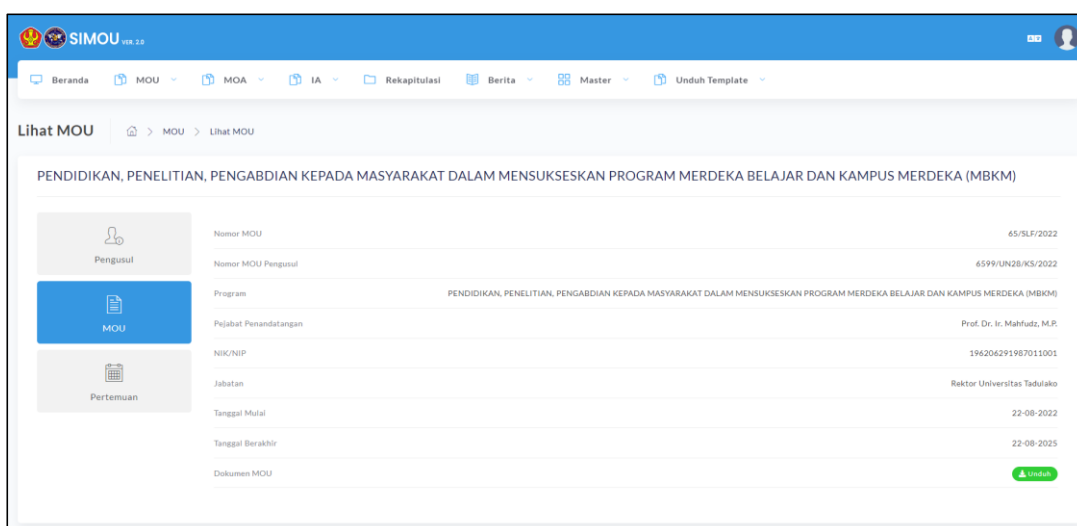 SIMOU VER. 2.0
Beranda MOU MOA IA Rekapitulasi Berita Master Unduh Template
Lihat MOU > MOU > Lihat MOU
PENDIDIKAN, PENELITIAN, PENGABDIAN KEPADA MASYARAKAT DALAM MENSUKSESKAN PROGRAM MERDEKA BELAJAR DAN KAMPUS MERDEKA (MBKM)
Pengusul
MOU
Pertemuan
Nomor MOU 65/SLF/2022
Nomor MOU Pengusul 6599/UN28/KS/2022
Program PENDIDIKAN, PENELITIAN, PENGABDIAN KEPADA MASYARAKAT DALAM MENSUKSESKAN PROGRAM MERDEKA BELAJAR DAN KAMPUS MERDEKA (MBKM)
Pejabat Penandatangan Prof. Dr. Ir. Mahfudz, M.P.
NIK/NIP 196206291987011001
Jabatan Rektor Universitas Tadulako
Tanggal Mulai 22-08-2022
Tanggal Berakhir 22-08-2025
Dokumen MOU Unduh